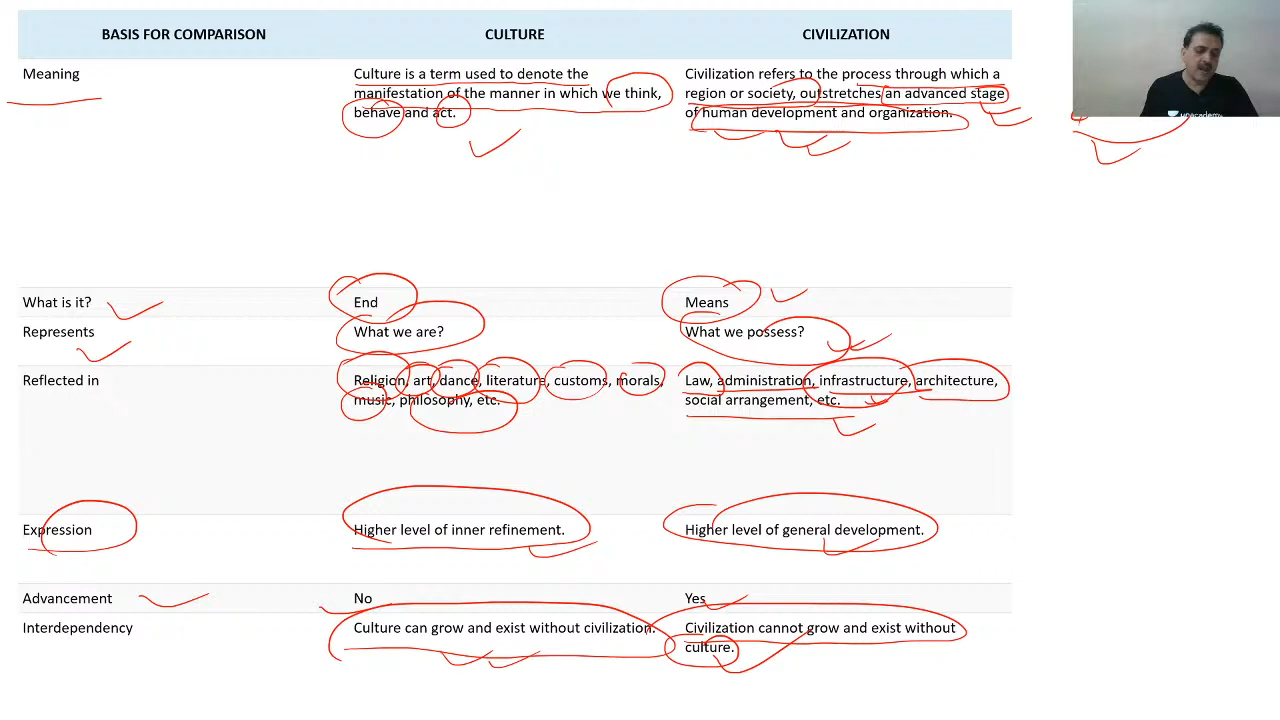 BASIS FOR COMPARISON CULTURE CIVILIZATION
Meaning Culture is a term used to denote the Civilization refers to the process through which a
manifestation of the manner in which we think, region or society, outstretches an advanced stage
behave and act. of human development and organization.
What is it? End Means
Represents What we are? What we possess?
Reflected in Religion, art, dance, literature, customs, morals, Law, administration, infrastructure, architecture,
music, philosophy, etc. social arrangement, etc.
Expression Higher level of inner refinement. Higher level of general development.
Advancement No Yes
Interdependency Culture can grow and exist without civilization. Civilization cannot grow and exist without
culture.
unacademy